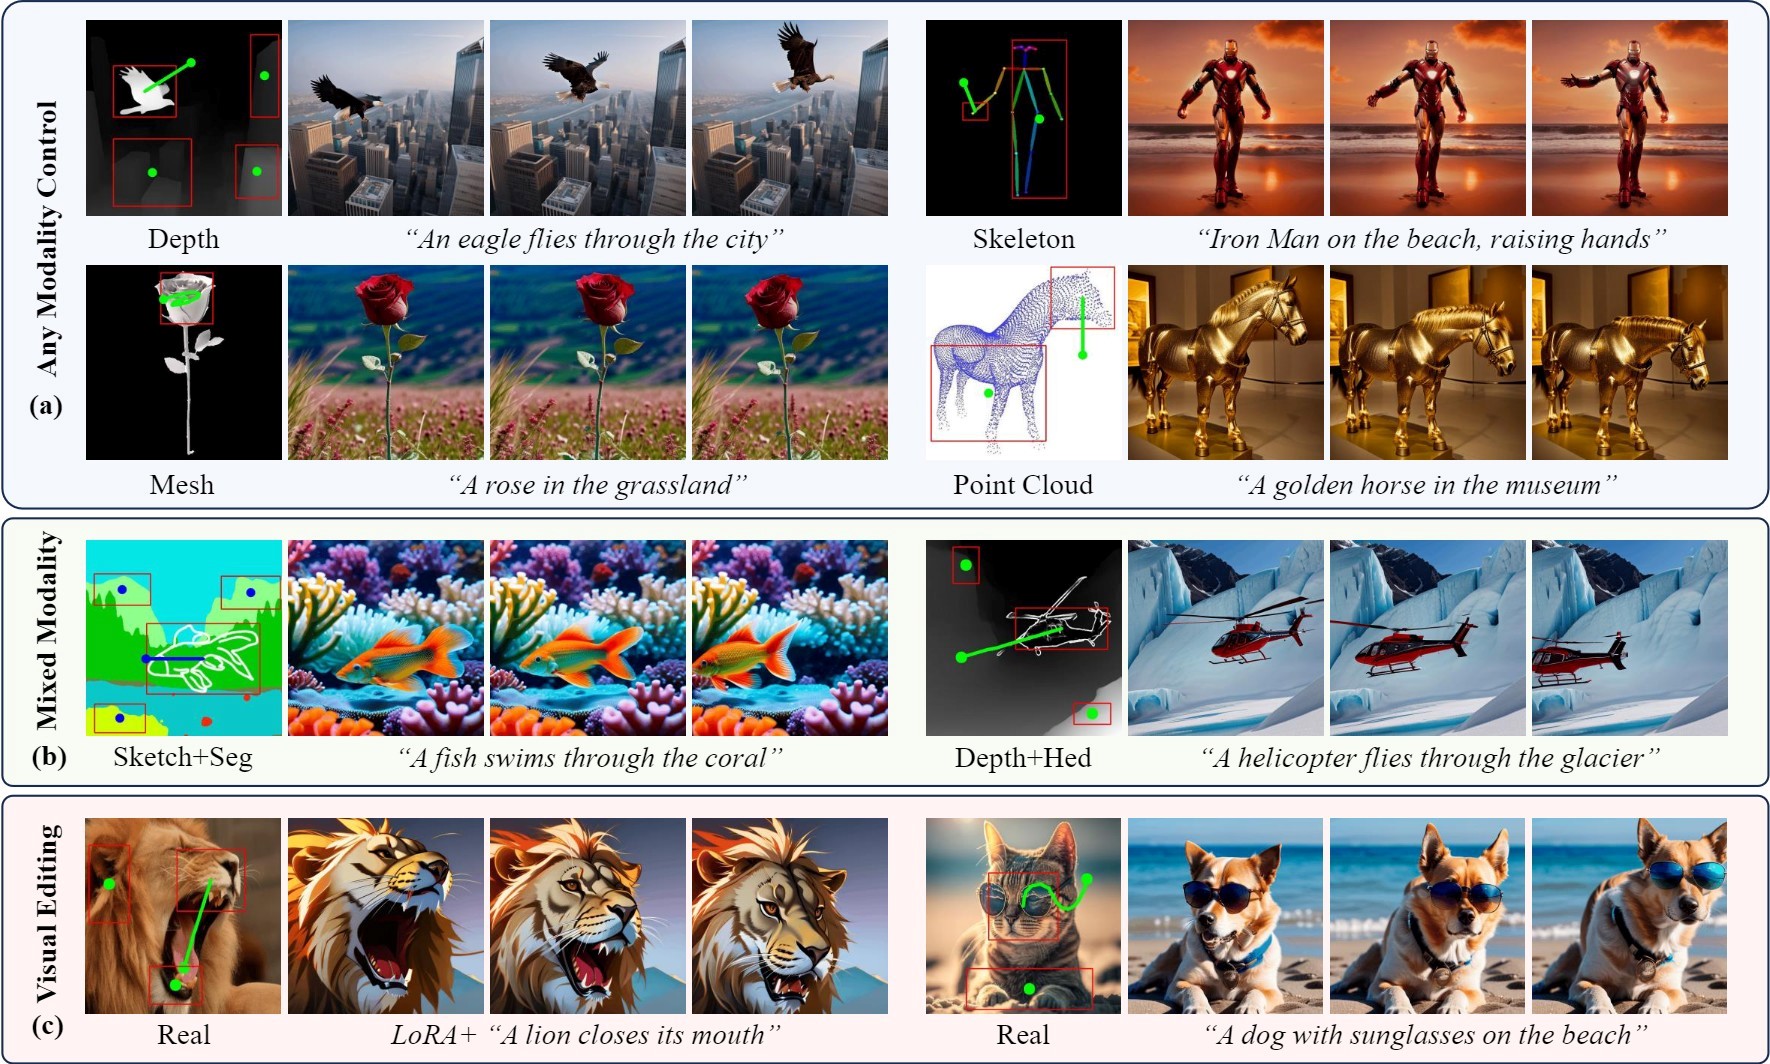 (a) Any Modality Control
Depth
“An eagle flies through the city”
Skeleton
“Iron Man on the beach, raising hands”
Mesh
“A rose in the grassland”
Point Cloud
“A golden horse in the museum”
(b) Mixed Modality
Sketch+Seg
“A fish swims through the coral”
Depth+Hed
“A helicopter flies through the glacier”
(c) Visual Editing
Real
LoRA+ “A lion closes its mouth”
Real
“A dog with sunglasses on the beach”